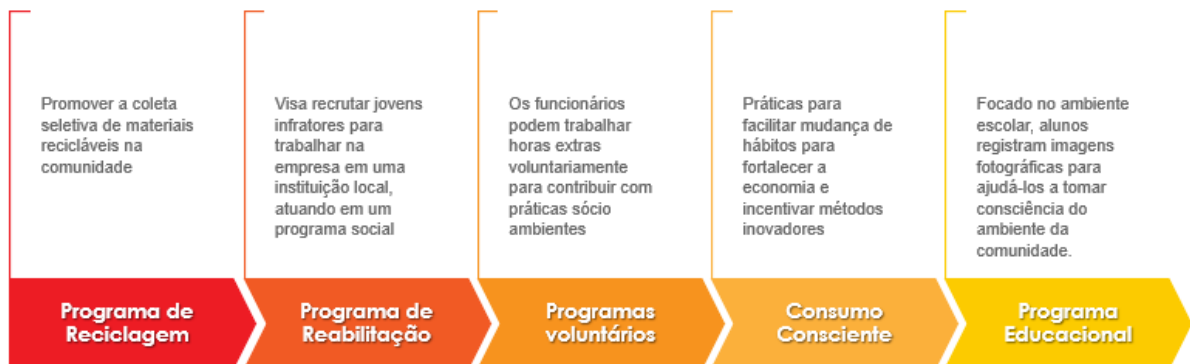 Promover a coleta
seletiva de materiais
recicláveis na
comunidade
Programa de
Reciclagem
Visa recrutar jovens
infratores para
trabalhar na
empresa em uma
instituição local,
atuando em um
programa social
Programa de
Reabilitação
Os funcionários
podem trabalhar
horas extras
voluntariamente
para contribuir com
práticas sócio
ambientes
Programas
voluntários
Práticas para
facilitar mudança de
hábitos para
fortalecer a
economia e
incentivar métodos
inovadores
Consumo
Consciente
Focado no ambiente
escolar, alunos
registram imagens
fotográficas para
ajudá-los a tomar
consciência do
ambiente da
comunidade.
Programa
Educacional